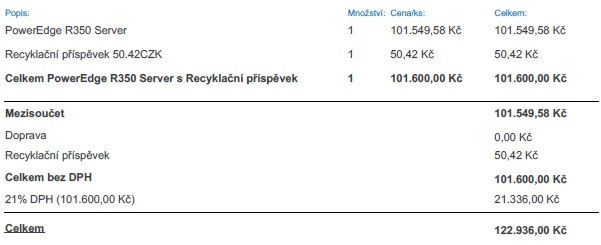 Popis: Množství: Cena/ks: Celkem:
PowerEdge R350 Server 1 101.549,58 Kč 101.549,58 Kč
Recyklační příspěvek 50.42CZK 1 50,42 Kč 50,42 Kč
Celkem PowerEdge R350 Server s Recyklační příspěvek 1 101.600,00 Kč 101.600,00 Kč
Mezisoučet 101.549,58 Kč
Doprava 0,00 Kč
Recyklační příspěvek 50,42 Kč
Celkem bez DPH 101.600,00 Kč
21% DPH (101.600,00 Kč) 21.336,00 Kč
Celkem 122.936,00 Kč